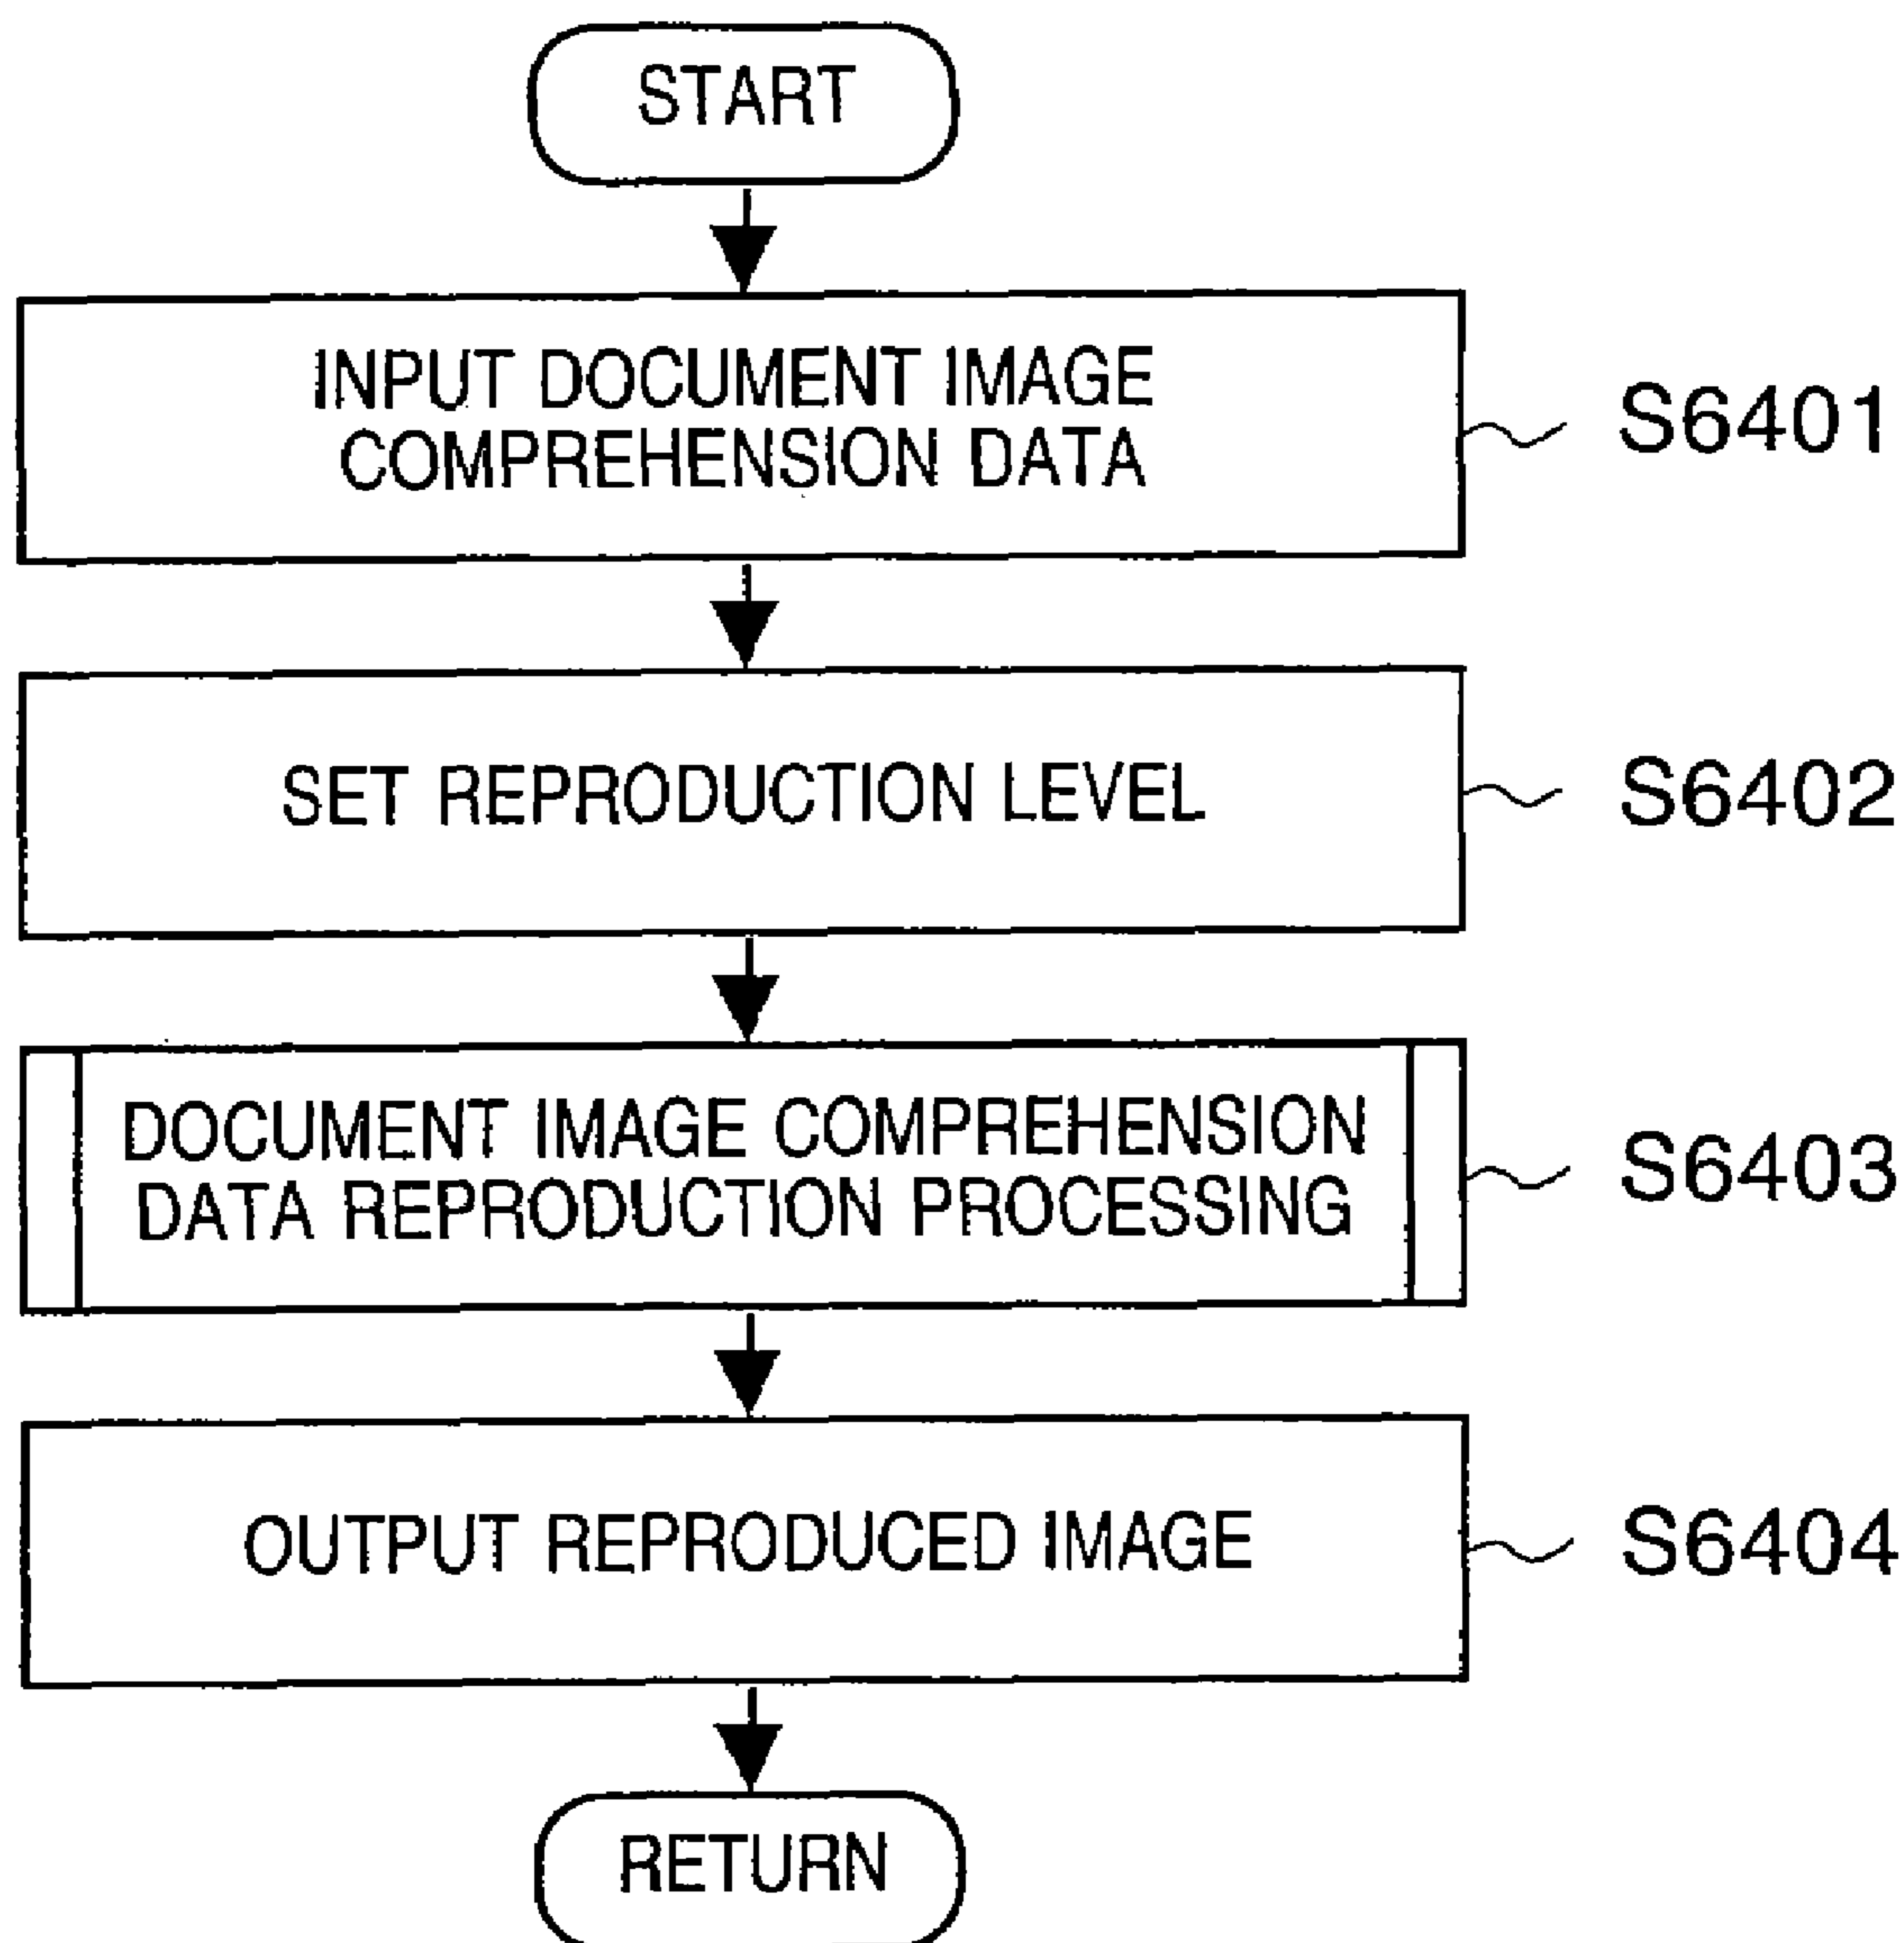 START
INPUT DOCUMENT IMAGE
COMPREHENSION DATA
S6401
SET REPRODUCTION LEVEL
S6402
DOCUMENT IMAGE COMPREHENSION
DATA REPRODUCTION PROCESSING
S6403
OUTPUT REPRODUCED IMAGE
S6404
RETURN